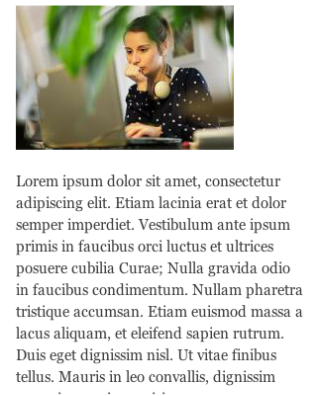 Lorem ipsum dolor sit amet, consectetur
adipiscing elit. Etiam lacinia erat et dolor
semper imperdiet. Vestibulum ante ipsum
primis in faucibus orci luctus et ultrices
posuere cubilia Curae; Nulla gravida odio
in faucibus condimentum. Nullam pharetra
tristique accumsan. Etiam euismod massa a
lacus aliquam, et eleifend sapien rutrum.
Duis eget dignissim nisl. Ut vitae finibus
tellus. Mauris in leo convallis, dignissim